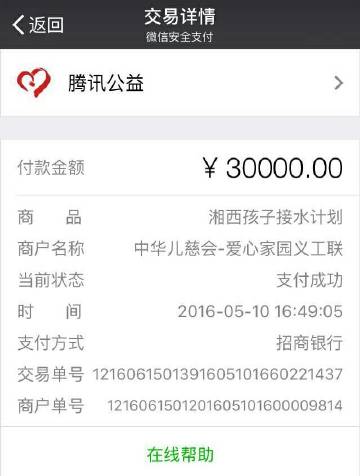 返回
交易详情
微信安全支付
腾讯公益
付款金额 ¥ 30000.00
商 品 湘西孩子接水计划
商户名称 中华儿慈会-爱心家园义工联
当前状态 支付成功
时 间 2016-05-10 16:49:05
支付方式 招商银行
交易单号 1216061501391605101660221437
商户单号 1216061501201605101600009814
在线帮助